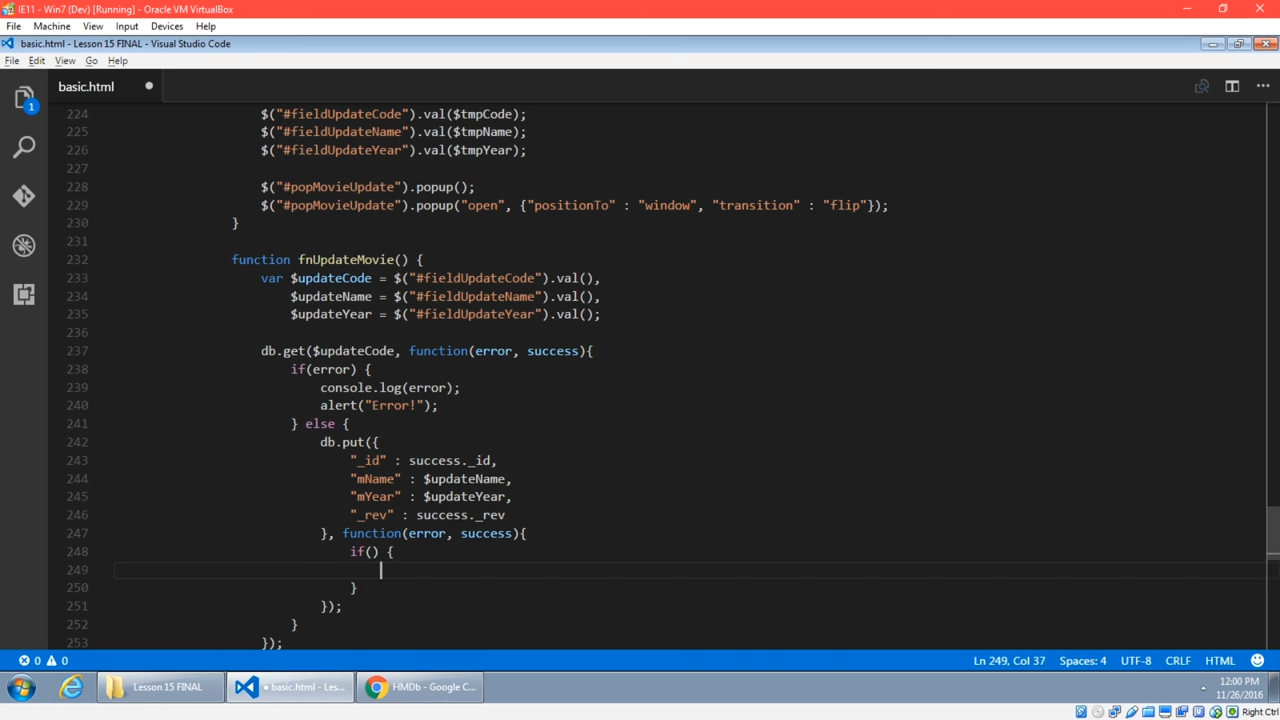 IE11 - Win7 (Dev) [Running] - Oracle VM VirtualBox
File Machine View Input Devices Help
basic.html - Lesson 15 FINAL - Visual Studio Code
File Edit View Go Help
basic.html
1
224 $("#fieldUpdateCode").val($tmpCode);
225 $("#fieldUpdateName").val($tmpName);
226 $("#fieldUpdateYear").val($tmpYear);
227
228 $("#popMovieUpdate").popup();
229 $("#popMovieUpdate").popup("open", {"positionTo" : "window", "transition" : "flip"});
230 }
231
232 function fnUpdateMovie() {
233 var $updateCode = $("#fieldUpdateCode").val(),
234 $updateName = $("#fieldUpdateName").val(),
235 $updateYear = $("#fieldUpdateYear").val();
236
237 db.get($updateCode, function(error, success){
238 if(error) {
239 console.log(error);
240 alert("Error!");
241 } else {
242 db.put({
243 "_id" : success._id,
244 "mName" : $updateName,
245 "mYear" : $updateYear,
246 "_rev" : success._rev
247 }, function(error, success){
248 if() {
249
250 }
251 });
252 }
253 });
0 0 Ln 249, Col 37 Spaces: 4 UTF-8 CRLF HTML
Lesson 15 FINAL
• basic.html - Les...
HMDb - Google C...
12:00 PM
11/26/2016
Right Ctrl